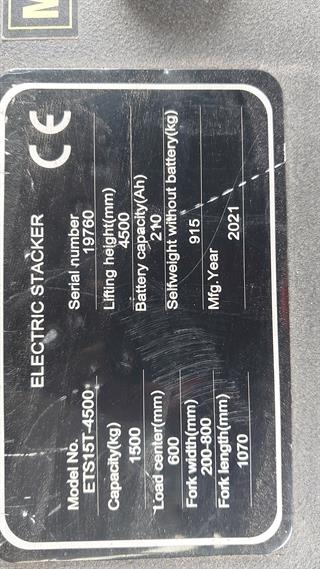 ELECTRIC STACKER
CE
Model No.
ETS15T-4500
Serial number
19760
Capacity(kg)
1500
Lifting height(mm)
4500
Load center(mm)
600
Battery capacity(Ah)
210
Fork width(mm)
200-800
Selfweight without battery(kg)
915
Fork length(mm)
1070
Mfg.Year
2021